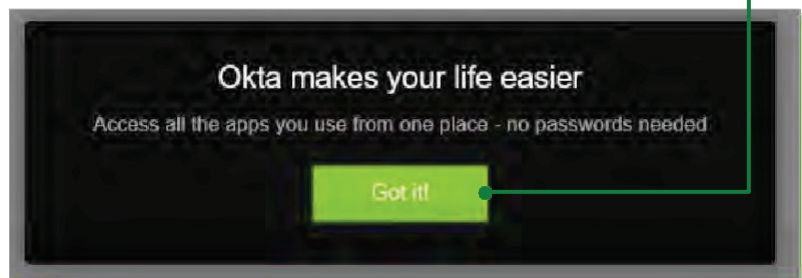 Okta makes your life easier
Access all the apps you use from one place - no passwords needed
Got it!